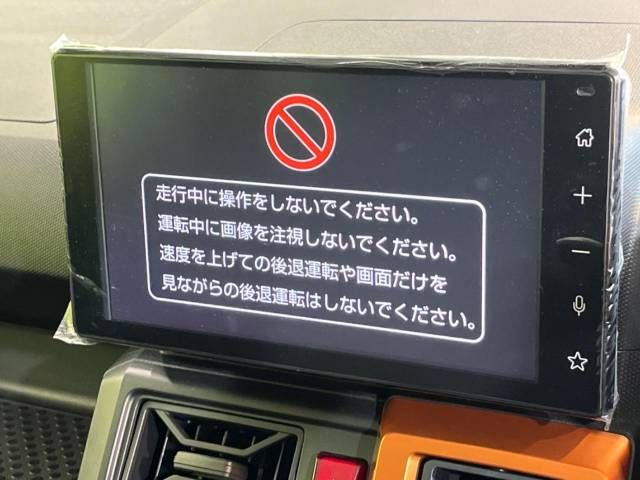 走行中に操作をしないでください。
運転中に画像を注視しないでください。
速度を上げての後退運転や画面だけを
見ながらの後退運転はしないでください。